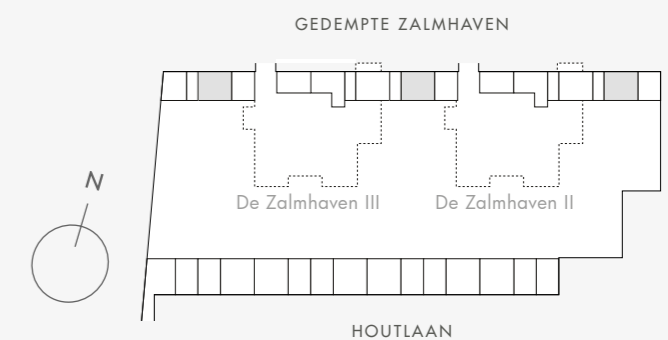 GEDEMPTE ZALMHAVEN
De Zalmhaven III
De Zalmhaven II
N
HOUTLAAN